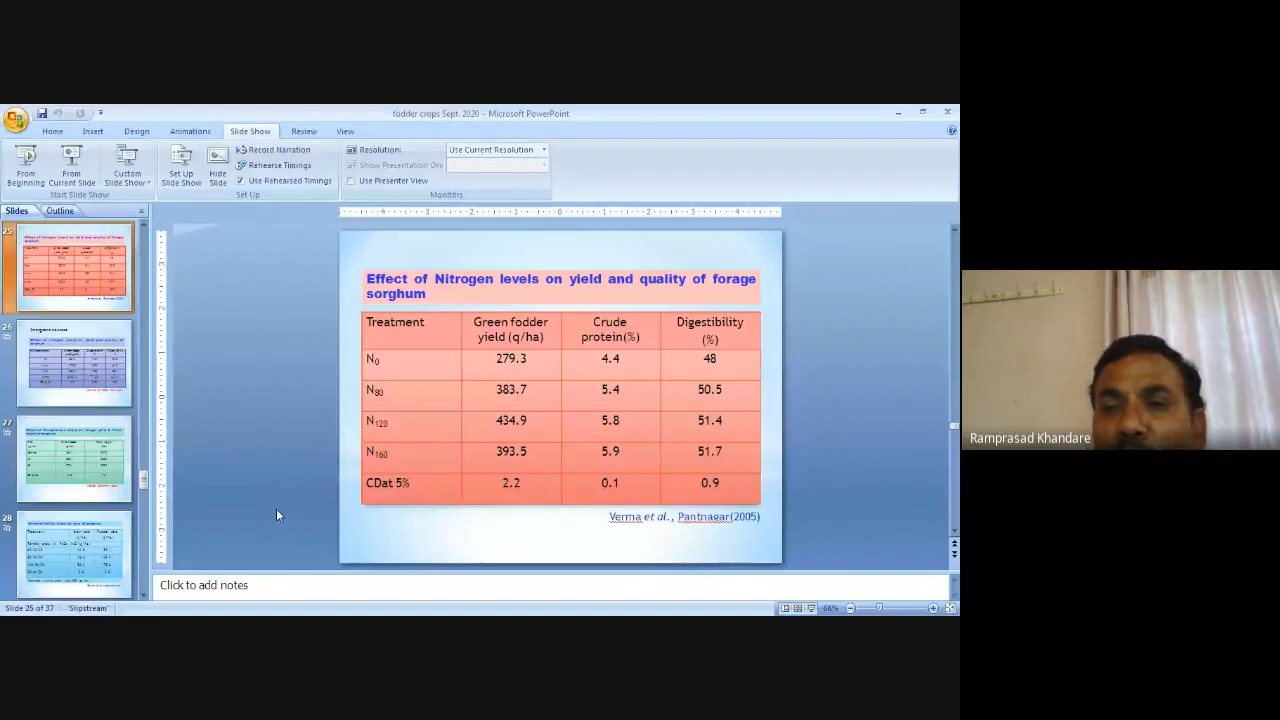 fodder crops Sept. 2020 - Microsoft PowerPoint
Home Insert Design Animations Slide Show Review View
Record Narration
Rehearse Timings
Use Rehearsed Timings
From Beginning
From Current Slide
Custom Slide Show
Set Up Slide Show
Hide Slide
Resolution: Use Current Resolution
Show Presentation On:
Use Presenter View
Start Slide Show Set Up Monitors
Slides Outline
25
26
27
28
Effect of Nitrogen levels on yield and quality of forage
sorghum
Treatment Green fodder yield (q/ha) Crude protein(%) Digestibility (%)
N0 279.3 4.4 48
N80 383.7 5.4 50.5
N120 434.9 5.8 51.4
N160 393.5 5.9 51.7
CDat 5% 2.2 0.1 0.9
Verma et al., Pantnagar(2005)
Click to add notes
Slide 25 of 37 "Slipstream" 66%
Ramprasad Khandare